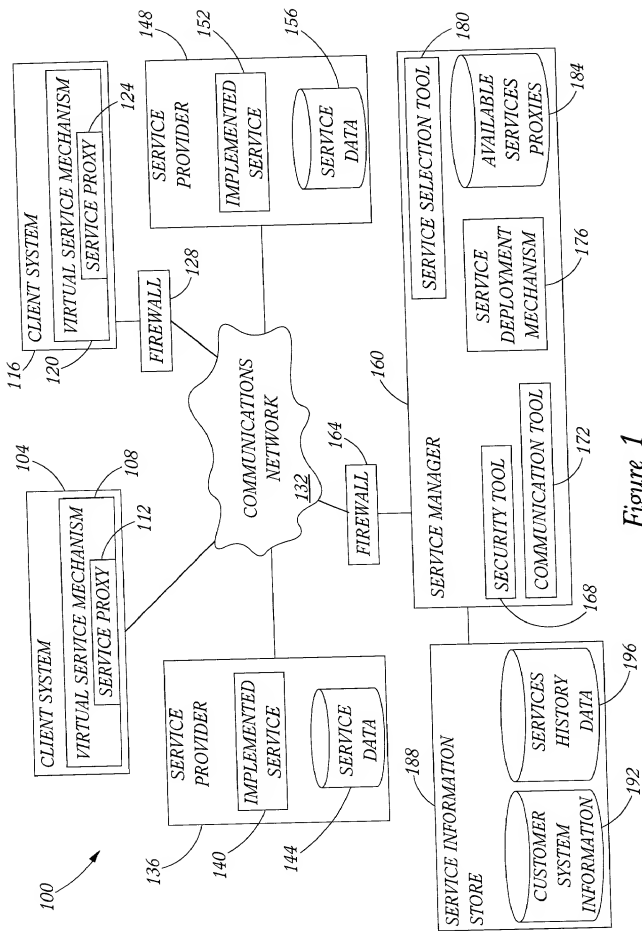 100
CLIENT SYSTEM
104
VIRTUAL SERVICE MECHANISM
108
SERVICE PROXY
112
CLIENT SYSTEM
116
VIRTUAL SERVICE MECHANISM
120
SERVICE PROXY
124
FIREWALL
128
COMMUNICATIONS
NETWORK
132
SERVICE
PROVIDER
136
IMPLEMENTED
SERVICE
140
SERVICE
DATA
144
SERVICE
PROVIDER
148
IMPLEMENTED
SERVICE
152
SERVICE
DATA
156
FIREWALL
164
SERVICE MANAGER
160
SECURITY TOOL
168
COMMUNICATION TOOL
172
SERVICE
DEPLOYMENT
MECHANISM
176
SERVICE SELECTION TOOL
180
AVAILABLE
SERVICES
PROXIES
184
SERVICE INFORMATION
STORE
188
CUSTOMER
SYSTEM
INFORMATION
192
SERVICES
HISTORY
DATA
196
Figure 1